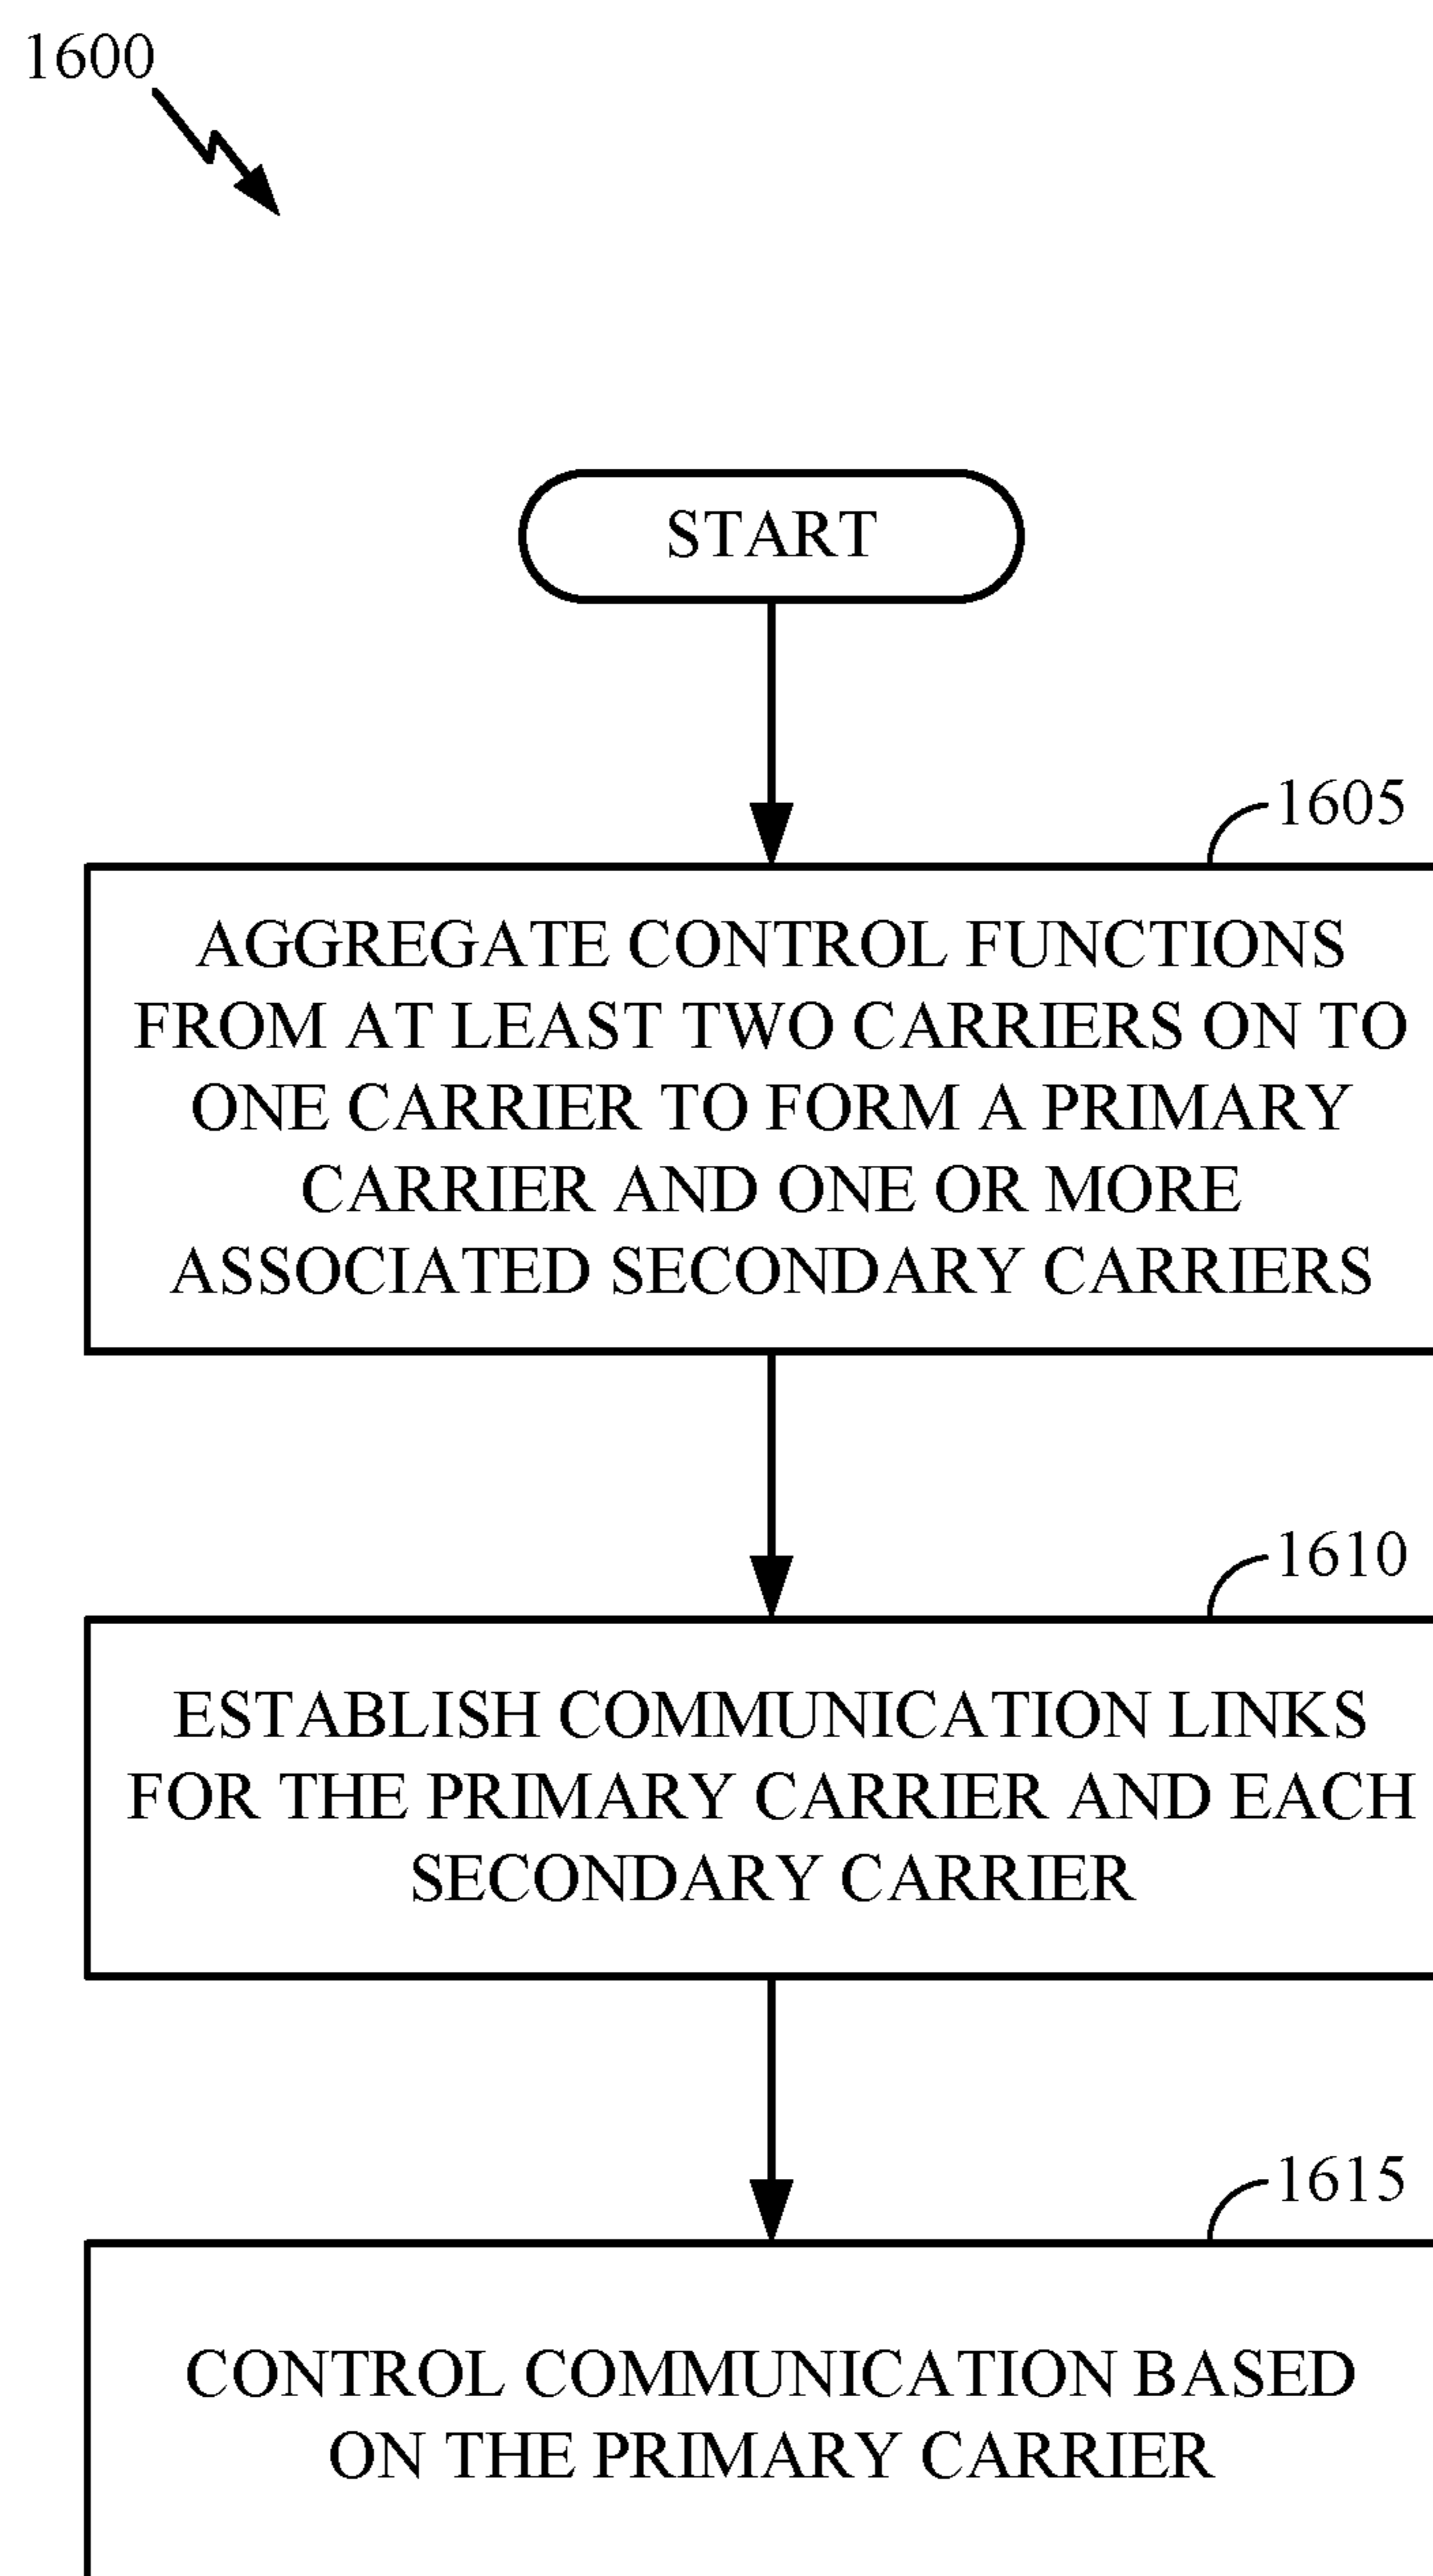 1600
START
1605
AGGREGATE CONTROL FUNCTIONS
FROM AT LEAST TWO CARRIERS ON TO
ONE CARRIER TO FORM A PRIMARY
CARRIER AND ONE OR MORE
ASSOCIATED SECONDARY CARRIERS
1610
ESTABLISH COMMUNICATION LINKS
FOR THE PRIMARY CARRIER AND EACH
SECONDARY CARRIER
1615
CONTROL COMMUNICATION BASED
ON THE PRIMARY CARRIER